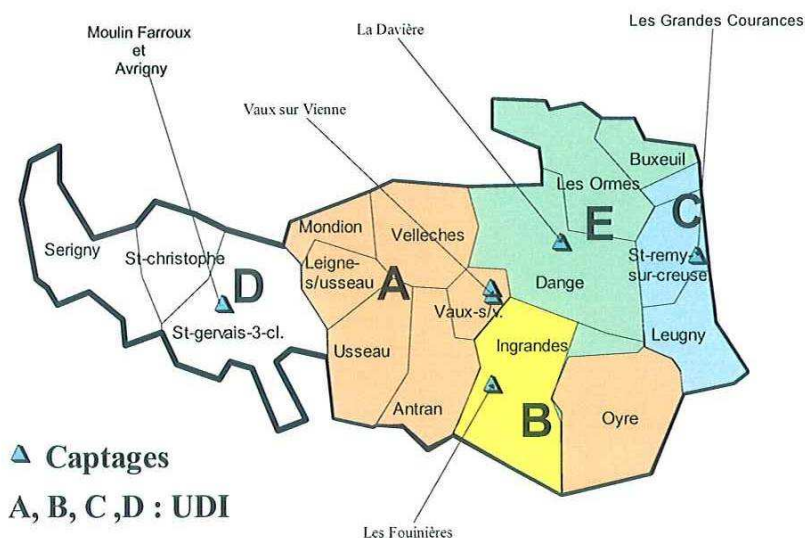 Moulin Farroux
et
Avrigny
La Davière
Les Grandes Courances
Vaux sur Vienne
Buxeuil
Les Ormes
C
E
Mondion
Velleches
St-christophe
Serigny
Leigne-
s/usseau
St-remy-
sur-creuse
D
A
Dange
Vaux-s/v.
St-gervais-3-cl.
Usseau
Ingrandes
Leugny
Antran
B
Oyre
Captages
A, B, C ,D : UDI
Les Fouinières